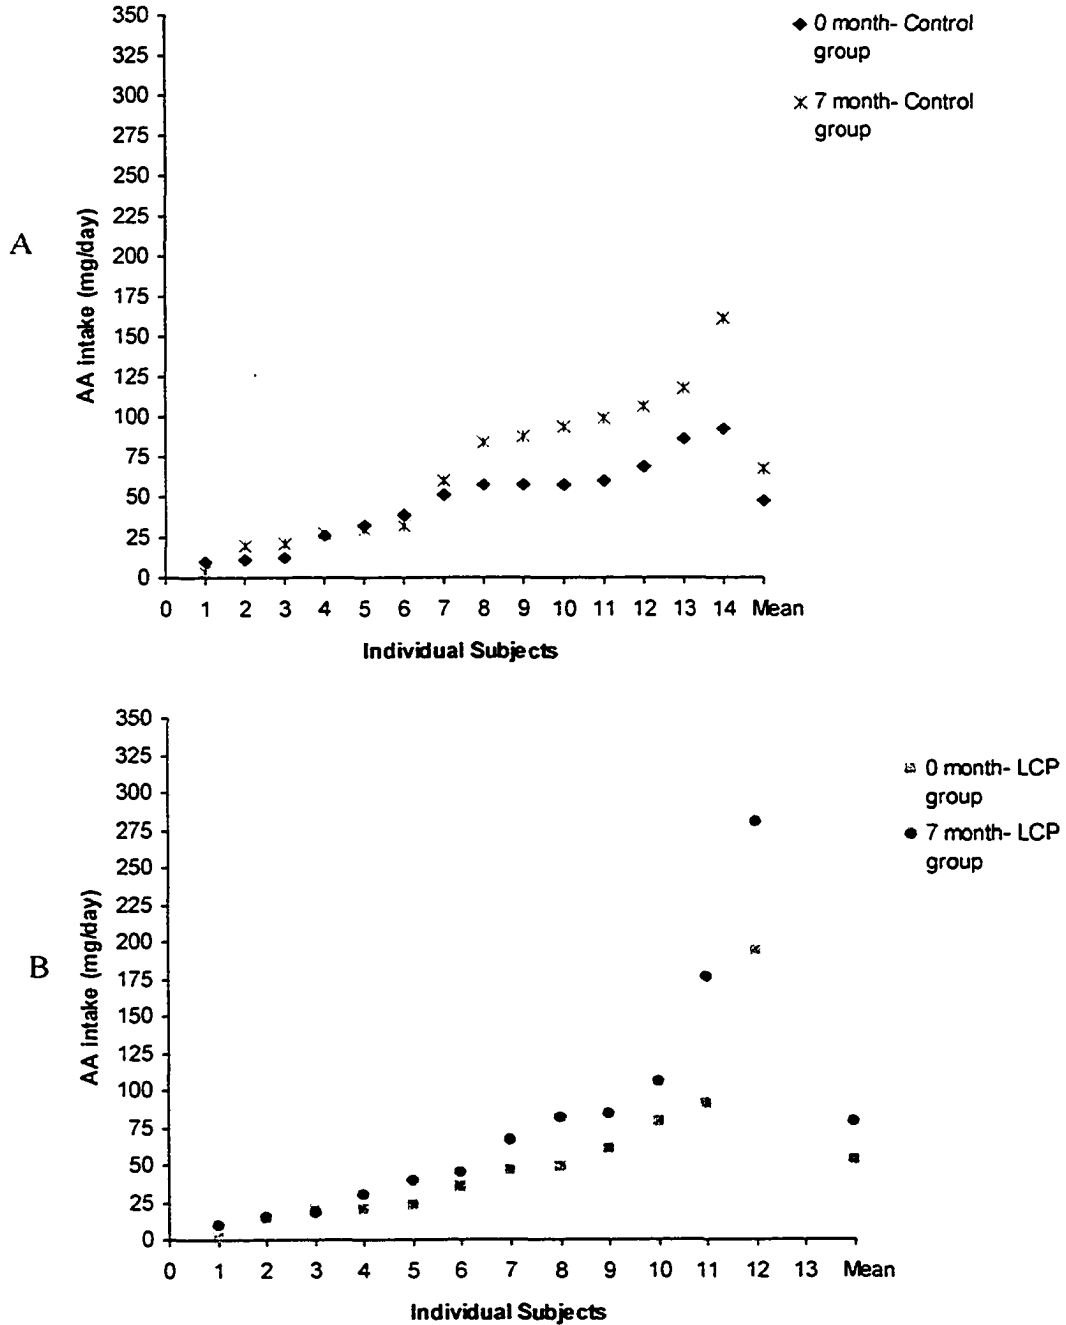 350
325
300
275
250
225
200
175
150
125
100
75
50
25
0
A
AA intake (mg/day)
0 month- Control
group
7 month- Control
group
0 1 2 3 4 5 6 7 8 9 10 11 12 13 14 Mean
Individual Subjects
350
325
300
275
250
225
200
175
150
125
100
75
50
25
0
B
AA intake (mg/day)
0 month- LCP
group
7 month- LCP
group
0 1 2 3 4 5 6 7 8 9 10 11 12 13 Mean
Individual Subjects